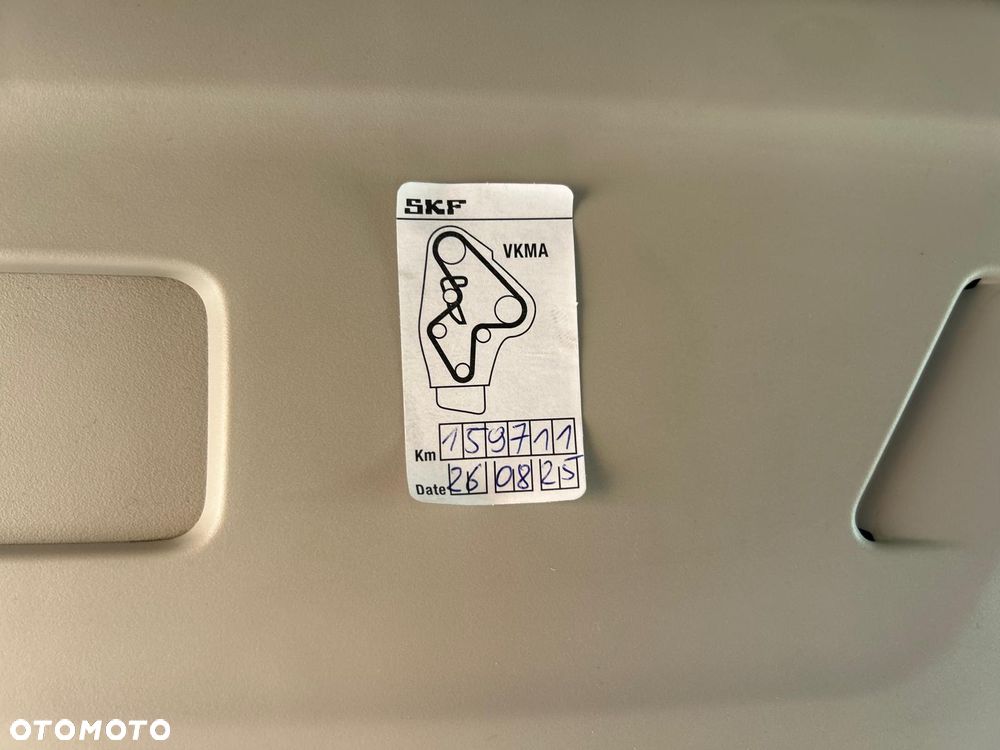 SKF
VKMA
Km 159711
Date 26 08 25
OTOMOTO